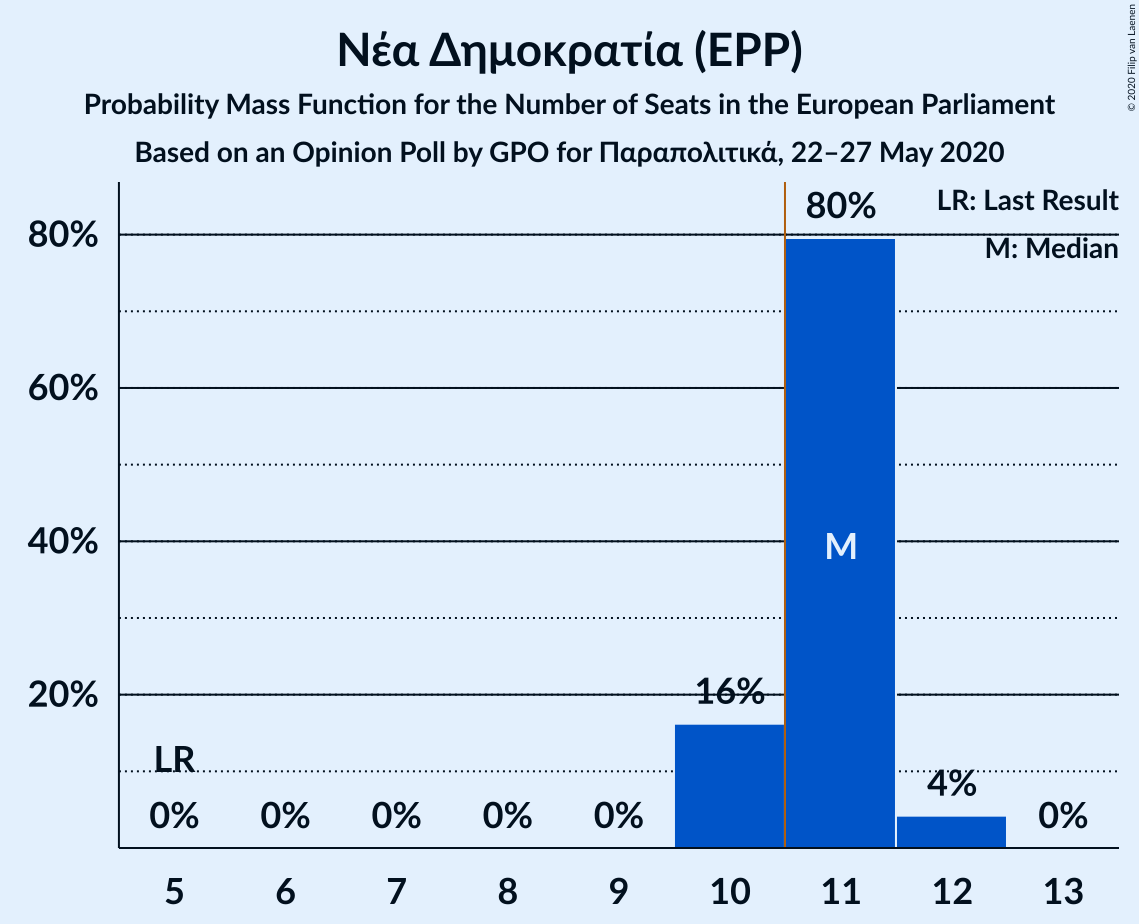 Νέα Δημοκρατία (EPP)
Probability Mass Function for the Number of Seats in the European Parliament
Based on an Opinion Poll by GPO for Παραπολιτικά, 22–27 May 2020
© 2020 Filip van Laenen
LR: Last Result
M: Median
80%
60%
40%
20%
LR
0%
0%
0%
0%
0%
16%
80%
M
4%
0%
5
6
7
8
9
10
11
12
13